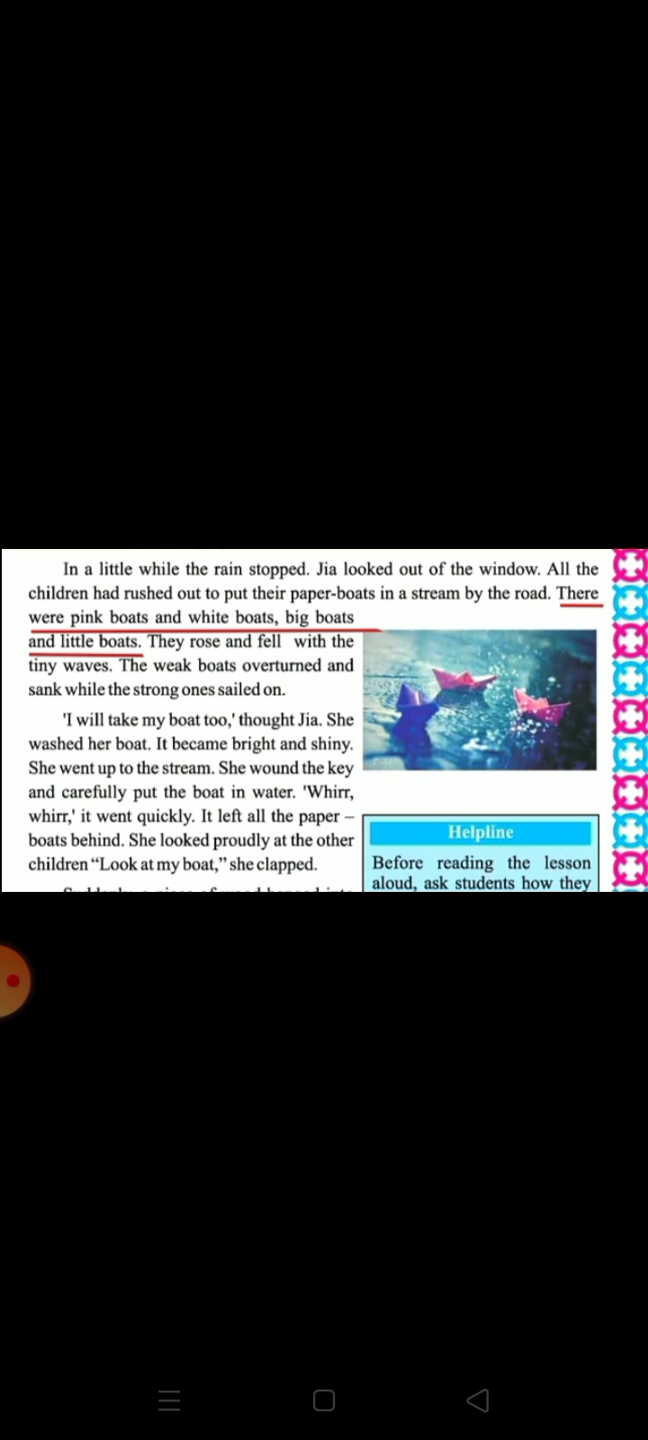 In a little while the rain stopped. Jia looked out of the window. All the
children had rushed out to put their paper-boats in a stream by the road. There
were pink boats and white boats, big boats
and little boats. They rose and fell with the
tiny waves. The weak boats overturned and
sank while the strong ones sailed on.
'I will take my boat too,' thought Jia. She
washed her boat. It became bright and shiny.
She went up to the stream. She wound the key
and carefully put the boat in water. 'Whirr,
whirr,' it went quickly. It left all the paper –
boats behind. She looked proudly at the other
children “Look at my boat,” she clapped.
Helpline
Before reading the lesson
aloud, ask students how they